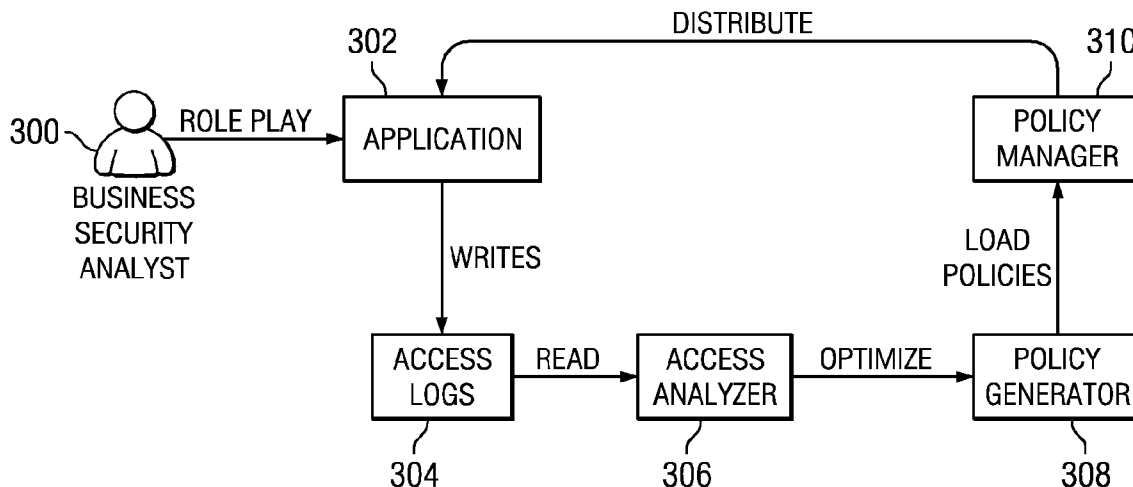 DISTRIBUTE
302
310
300
ROLE PLAY
APPLICATION
POLICY
MANAGER
BUSINESS
SECURITY
ANALYST
WRITES
LOAD
POLICIES
ACCESS
LOGS
READ
ACCESS
ANALYZER
OPTIMIZE
POLICY
GENERATOR
304
306
308